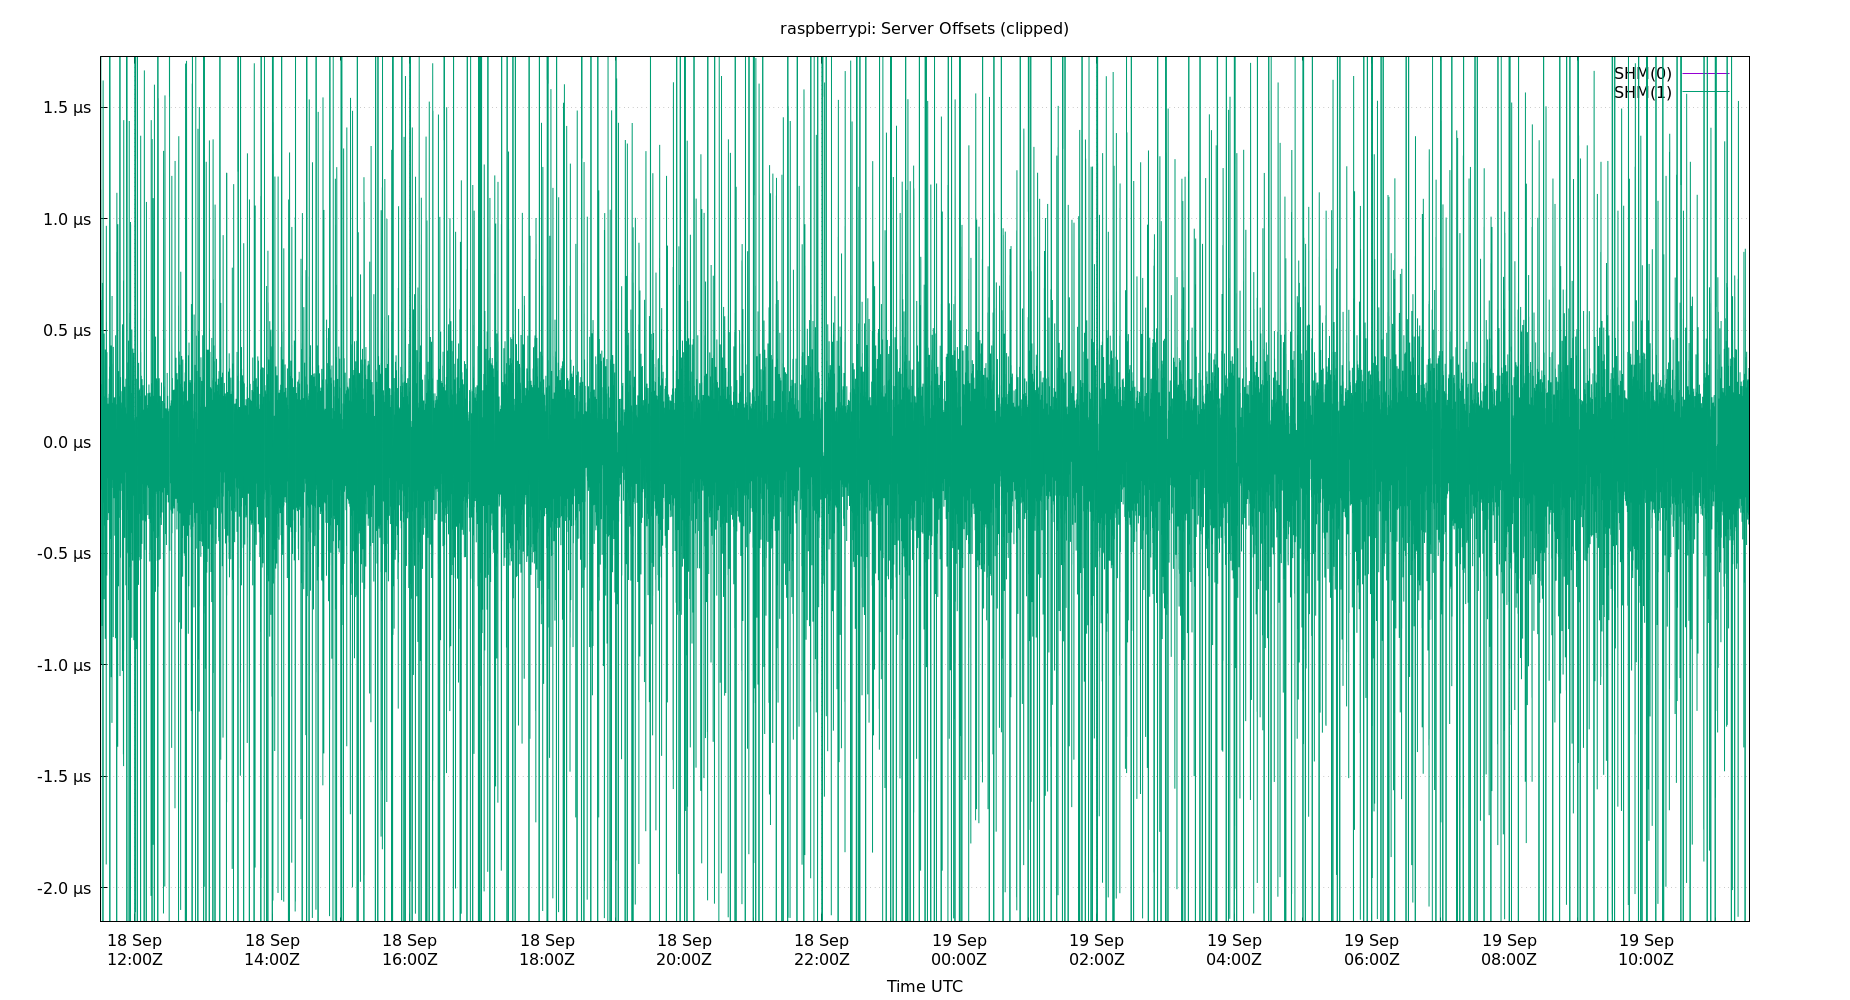 raspberrypi: Server Offsets (clipped)
SHM(0)
SHM(1)
1.5 µs
1.0 µs
0.5 µs
0.0 µs
-0.5 µs
-1.0 µs
-1.5 µs
-2.0 µs
18 Sep 18 Sep 18 Sep 18 Sep 18 Sep 18 Sep 19 Sep 19 Sep 19 Sep 19 Sep 19 Sep 19 Sep
12:00Z 14:00Z 16:00Z 18:00Z 20:00Z 22:00Z 00:00Z 02:00Z 04:00Z 06:00Z 08:00Z 10:00Z
Time UTC